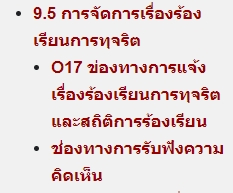 9.5 การจัดการเรื่องร้อง
เรียนการทุจริต
O17 ข่องทางการแจ้ง
เรื่องร้องเรียนการทุจริต
และสถิติการร้องเรียน
ช่องทางการรับฟังความ
คิดเห็น